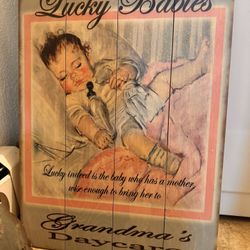 Lucky Babies
Lucky indeed is the baby who has a mother,
wise enough to bring her to
Grandma's
Daycare